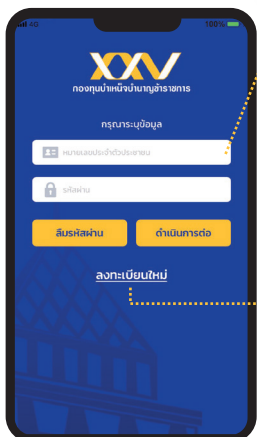 4G 100%
XXV
กองทุนบำเหน็จบำนาญข้าราชการ
กรุณาระบุข้อมูล
หมายเลขประจำตัวประชาชน
รหัสผ่าน
ลืมรหัสผ่าน ดำเนินการต่อ
ลงทะเบียนใหม่